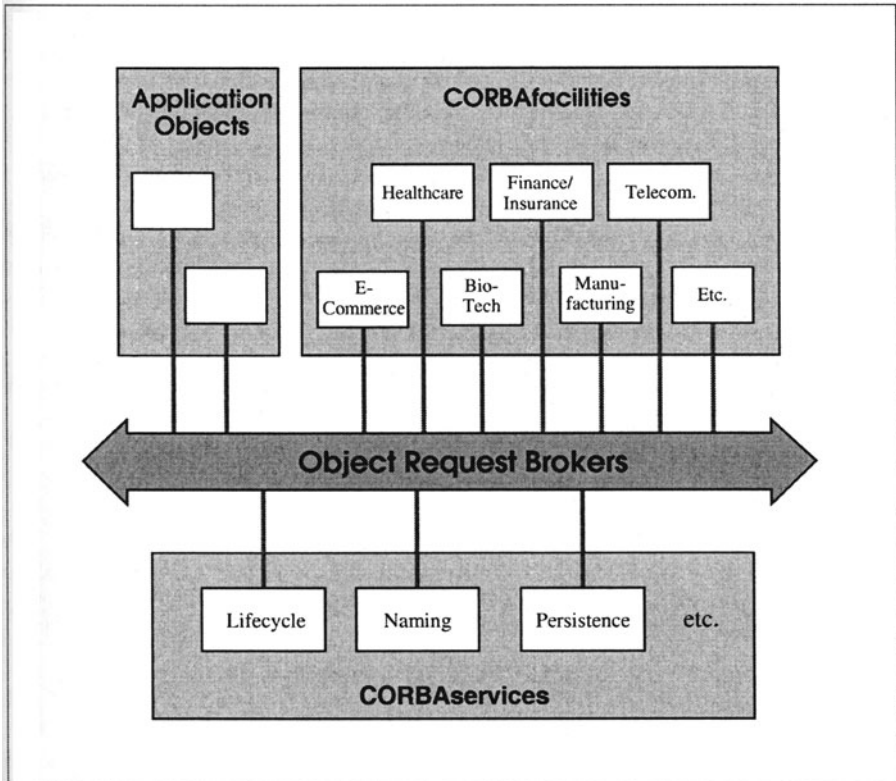 Application
Objects
CORBAfacilities
Healthcare
Finance/
Insurance
Telecom.
E-
Commerce
Bio-
Tech
Manu-
facturing
Etc.
Object Request Brokers
Lifecycle
Naming
Persistence
etc.
CORBAservices